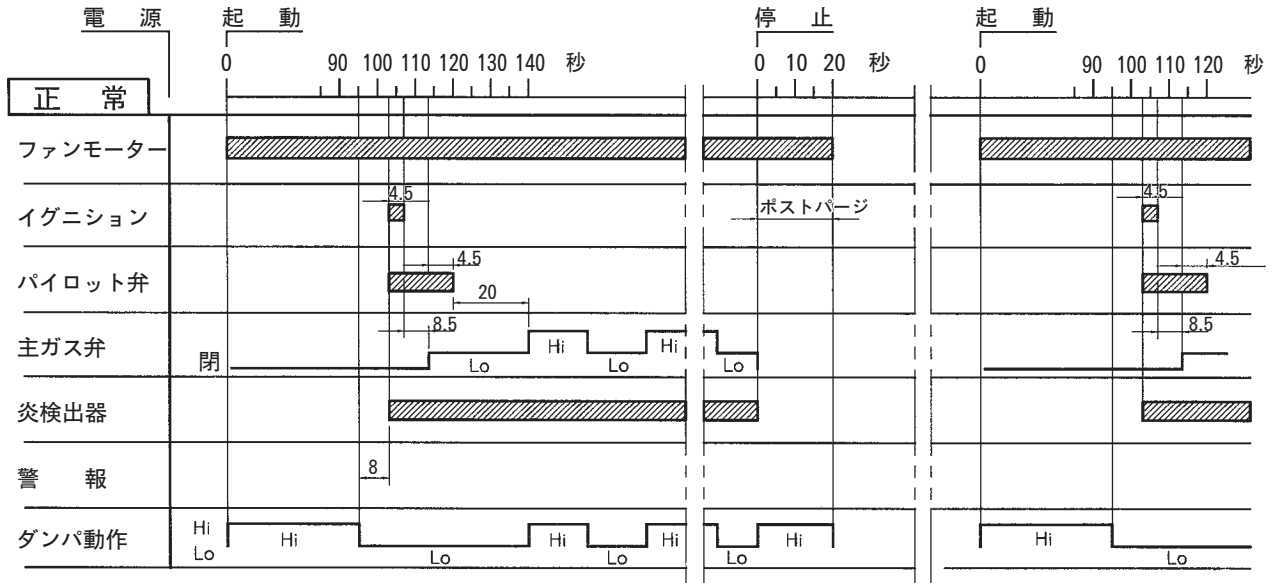 電 源 起 動 停 止 起 動
0 90 100 110 120 130 140 秒 0 10 20 秒 0 90 100 110 120 秒
正 常
ファンモーター
4.5 4.5
イグニション ポストパージ
4.5 4.5
パイロット弁
20
8.5 8.5
主ガス弁 閉 Lo Hi Lo Hi Lo
炎検出器
警 報 8
ダンパ動作 Hi Lo Hi Lo Hi Lo Hi Lo Hi Hi Lo